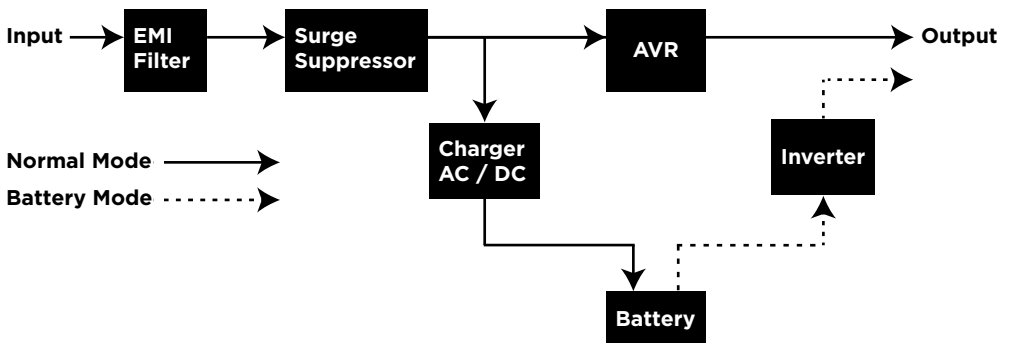 Input
EMI
Filter
Surge
Suppressor
AVR
Output
Charger
AC / DC
Inverter
Normal Mode
Battery Mode
Battery